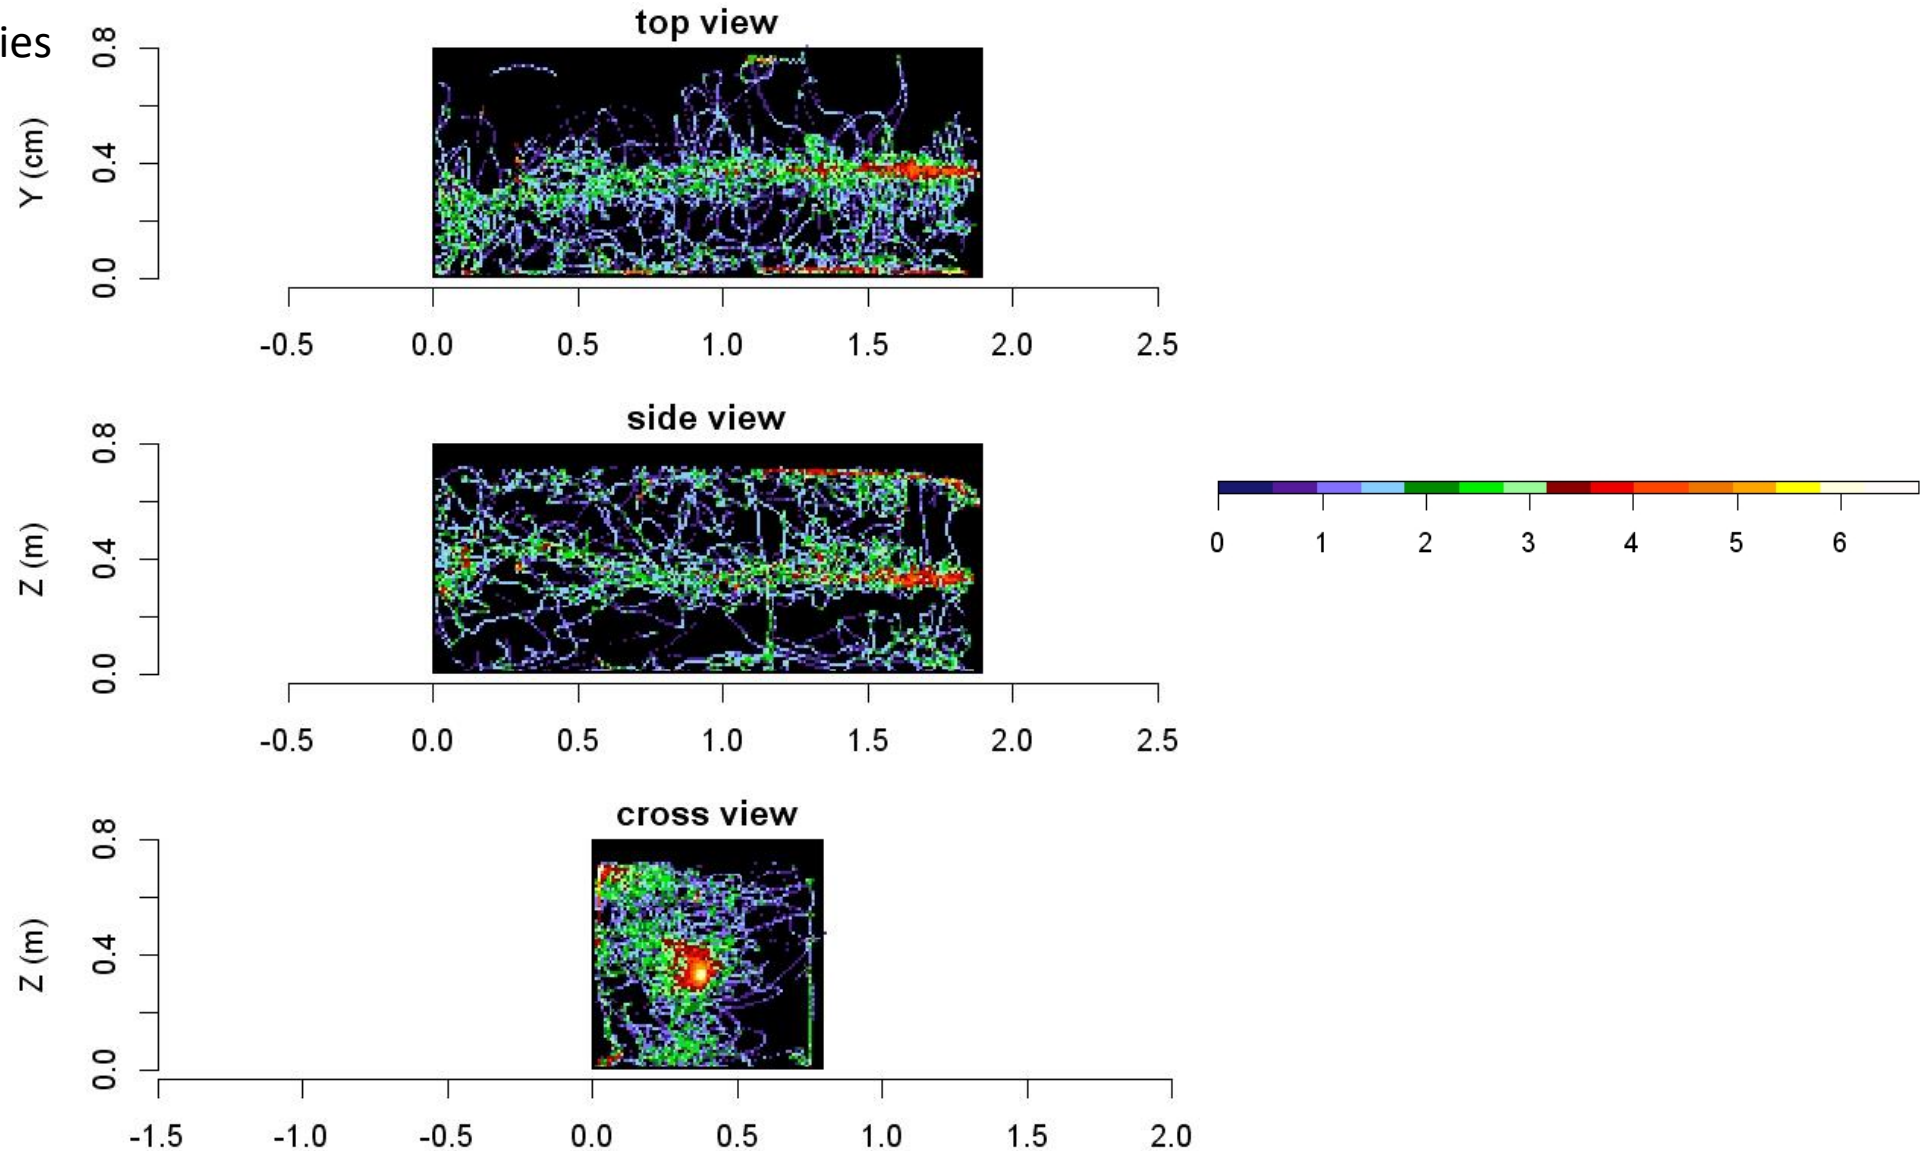 ies
top view
Y (cm)
0.8
0.4
0.0
-0.5 0.0 0.5 1.0 1.5 2.0 2.5
side view
Z (m)
0.8
0.4
0.0
-0.5 0.0 0.5 1.0 1.5 2.0 2.5
0 1 2 3 4 5 6
cross view
Z (m)
0.8
0.4
0.0
-1.5 -1.0 -0.5 0.0 0.5 1.0 1.5 2.0